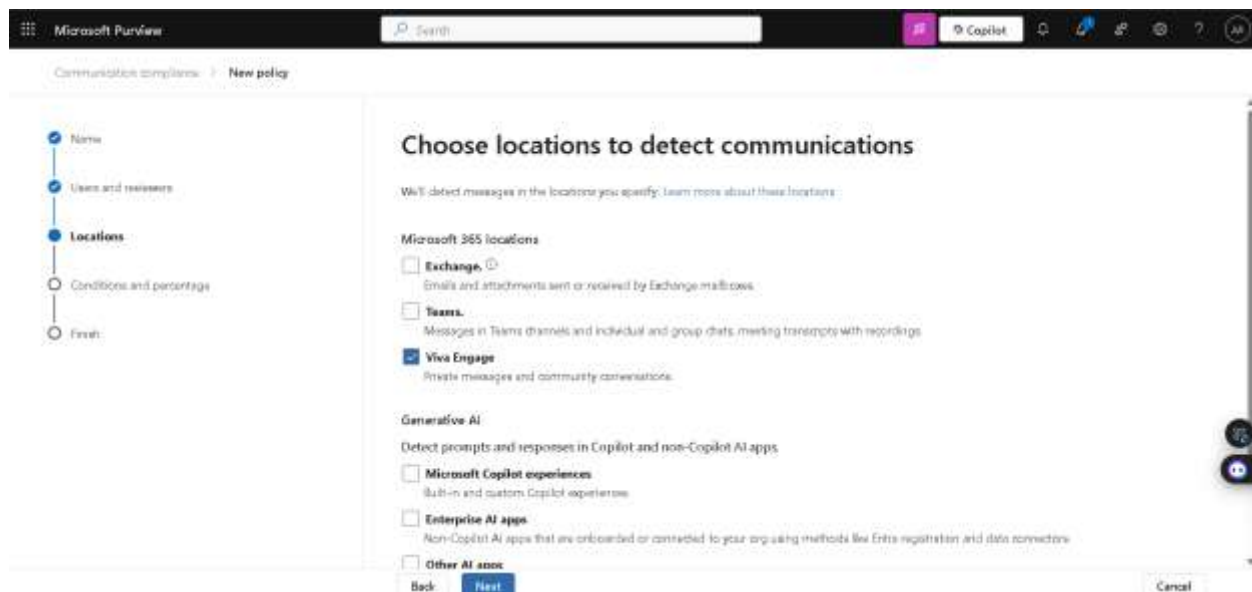 Microsoft Purview
Search
Copilot
?
AR
Communication compliance > New policy
Name
Users and reviewers
Locations
Conditions and percentage
Finish
Choose locations to detect communications
We'll detect messages in the locations you specify. Learn more about these locations
Microsoft 365 locations
Exchange.
Emails and attachments sent or received by Exchange mailboxes.
Teams.
Messages in Teams channels and individual and group chats, meeting transcripts with recordings
Viva Engage
Private messages and community conversations.
Generative AI
Detect prompts and responses in Copilot and non-Copilot AI apps.
Microsoft Copilot experiences
Built-in and custom Copilot experiences
Enterprise AI apps
Non-Copilot AI apps that are onboarded or connected to your org using methods like Entra registration and data connectors
Other AI apps
Back
Next
Cancel